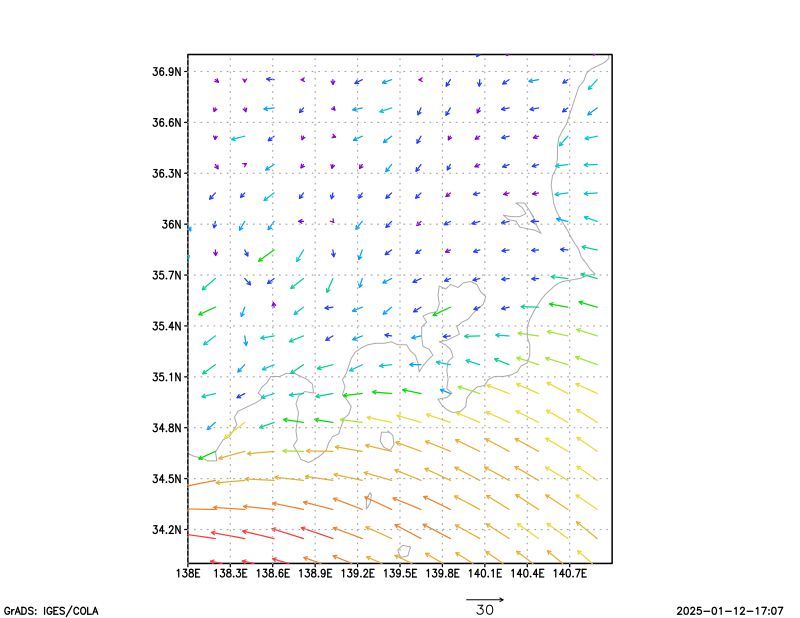 36.9N
36.6N
36.3N
36N
35.7N
35.4N
35.1N
34.8N
34.5N
34.2N
138E 138.3E 138.6E 138.9E 139.2E 139.5E 139.8E 140.1E 140.4E 140.7E
30
GrADS: IGES/COLA 2025-01-12-17:07